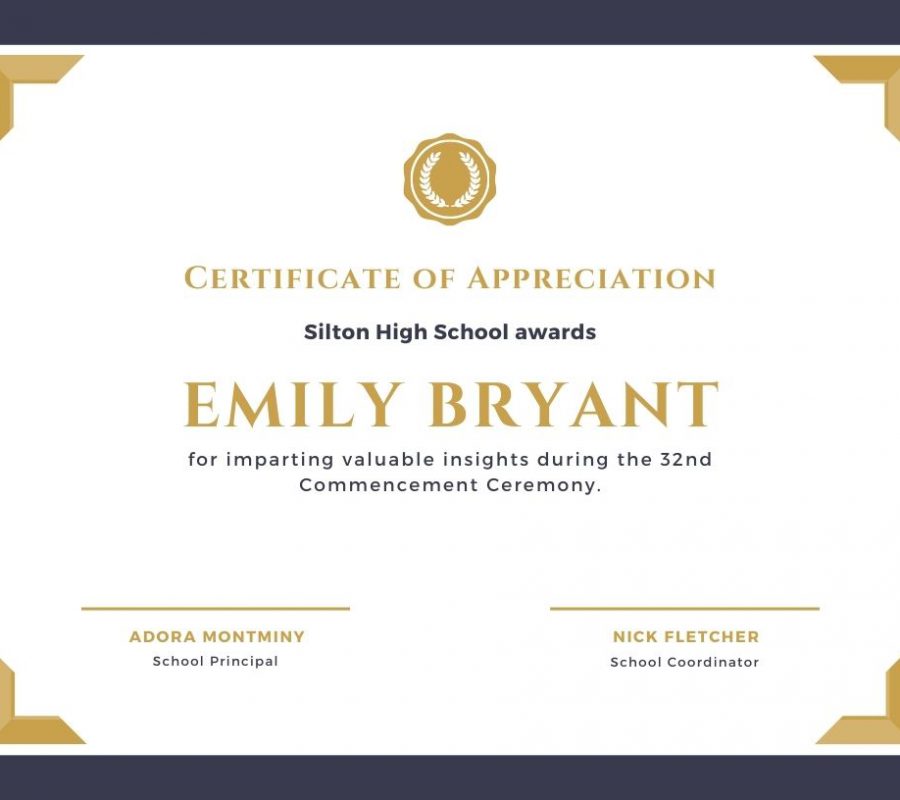 Certificate of Appreciation
Silton High School awards
EMILY BRYANT
for imparting valuable insights during the 32nd
Commencement Ceremony.
ADORA MONTMINY
School Principal
NICK FLETCHER
School Coordinator